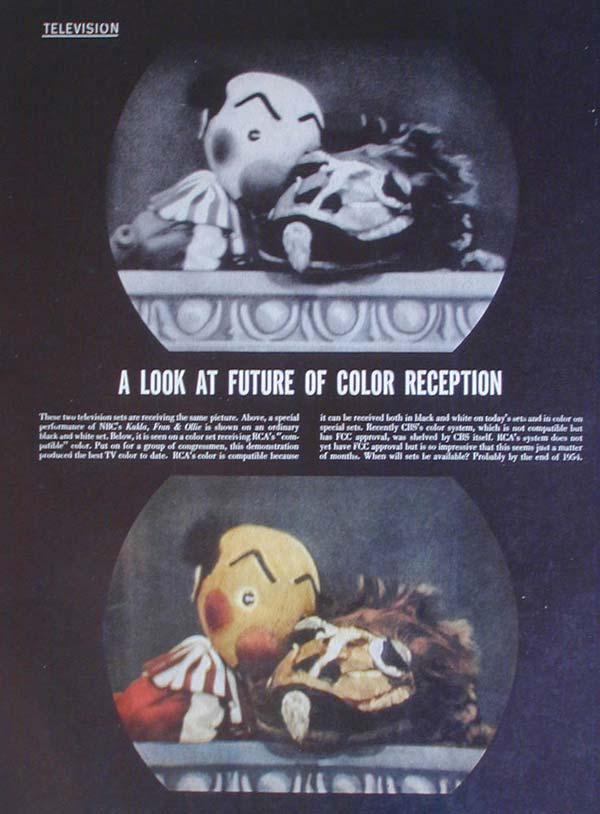 TELEVISION
A LOOK AT FUTURE OF COLOR RECEPTION
These two television sets are receiving the same picture. Above, a special
performance of NBC's Kukla, Fran & Ollie is shown on an ordinary
black and white set. Below, it is seen on a color set receiving RCA's "com-
patible" color. Put on for a group of congressmen, this demonstration
produced the best TV color to date. RCA's color is compatible because
it can be received both in black and white on today's sets and in color on
special sets. Recently CBS's color system, which is not compatible but
has FCC approval, was shelved by CBS itself. RCA's system does not
yet have FCC approval but is so impressive that this seems just a matter
of months. When will sets be available? Probably by the end of 1954.